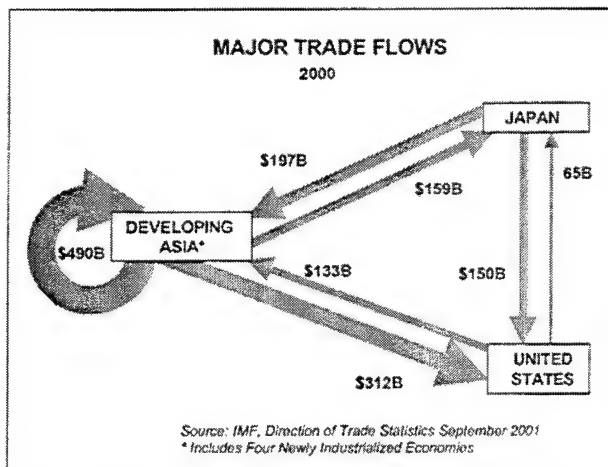 MAJOR TRADE FLOWS
2000
JAPAN
$197B
$159B
65B
DEVELOPING
ASIA*
$490B
$133B
$150B
UNITED
STATES
$312B
Source: IMF, Direction of Trade Statistics September 2001
* Includes Four Newly Industrialized Economies